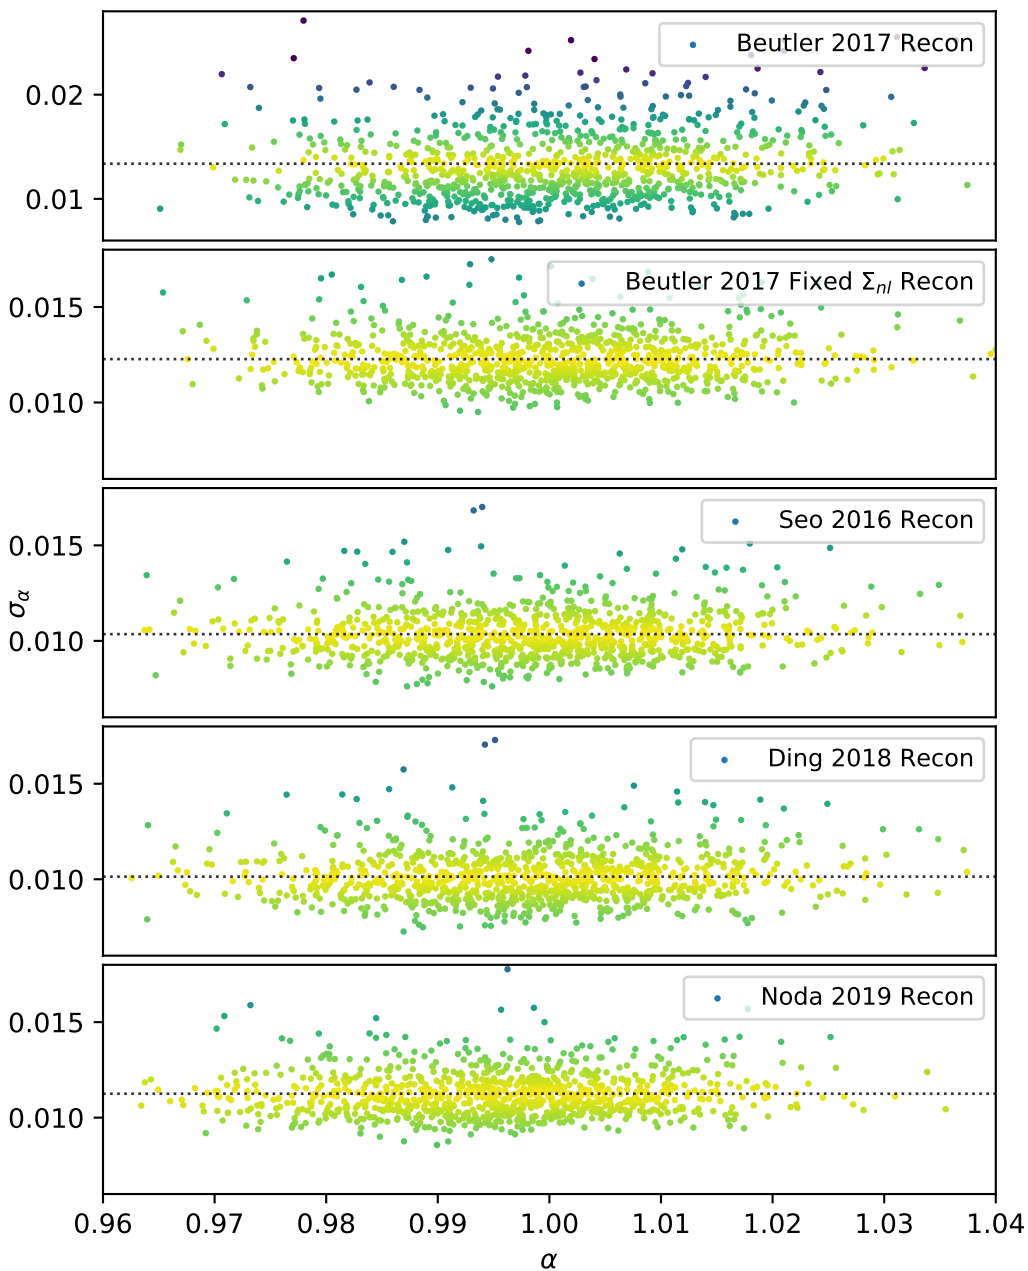 Beutler 2017 Recon
0.02
0.01
Beutler 2017 Fixed Σnl Recon
0.015
0.010
Seo 2016 Recon
0.015
0.010
σα
Ding 2018 Recon
0.015
0.010
Noda 2019 Recon
0.015
0.010
0.96 0.97 0.98 0.99 1.00 1.01 1.02 1.03 1.04
α